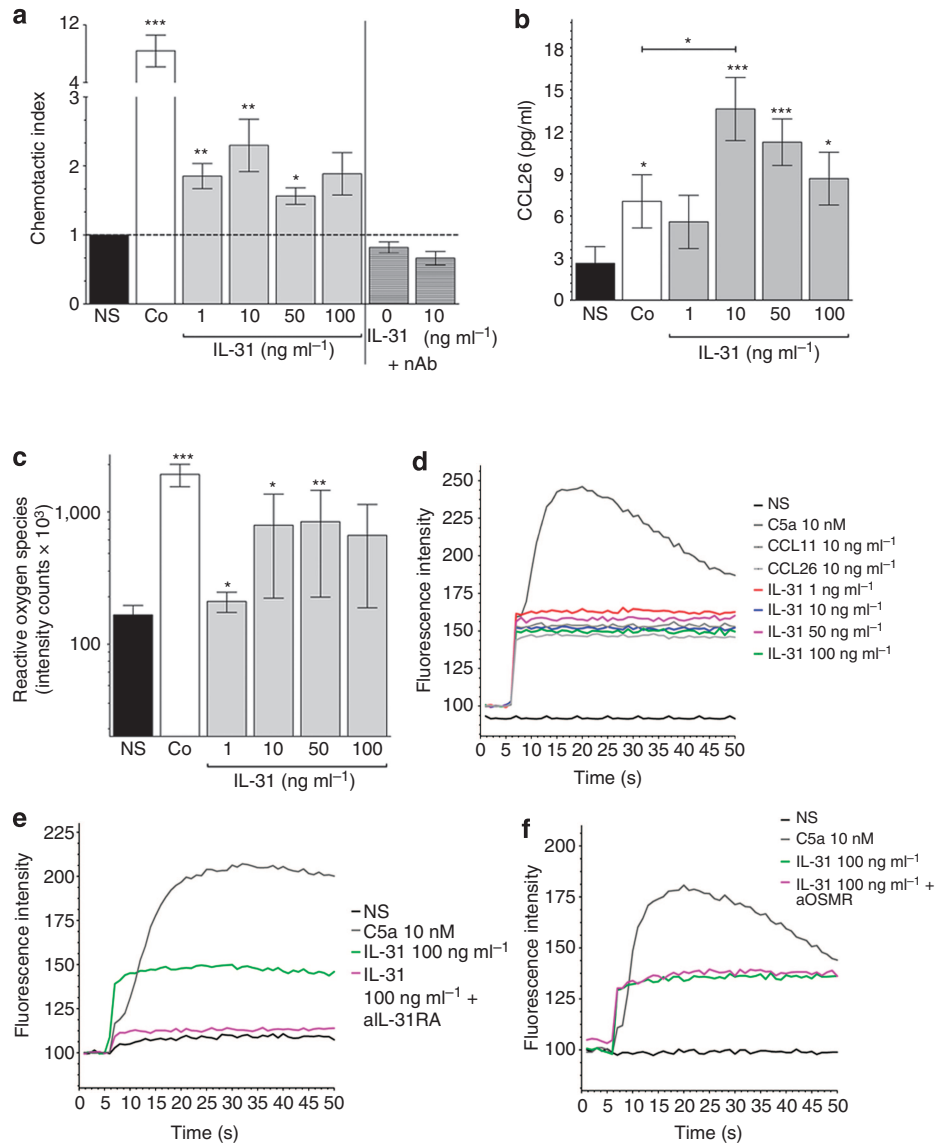 a
12
***
4
3
**
**
*
2
1
0
Chemotactic index
NS Co 1 10 50 100 0 10
IL-31 (ng ml⁻¹)
IL-31 (ng ml⁻¹)
+ nAb
b
18
15
12
9
6
3
0
CCL26 (pg/ml)
*
*
***
***
*
NS Co 1 10 50 100
IL-31 (ng ml⁻¹)
c
***
*
*
**
1,000
100
Reactive oxygen species
(intensity counts × 10³)
NS Co 1 10 50 100
IL-31 (ng ml⁻¹)
d
250
225
200
175
150
125
100
Fluorescence intensity
0 5 10 15 20 25 30 35 40 45 50
Time (s)
NS
C5a 10 nM
CCL11 10 ng ml⁻¹
CCL26 10 ng ml⁻¹
IL-31 1 ng ml⁻¹
IL-31 10 ng ml⁻¹
IL-31 50 ng ml⁻¹
IL-31 100 ng ml⁻¹
e
225
200
175
150
125
100
Fluorescence intensity
0 5 10 15 20 25 30 35 40 45 50
Time (s)
NS
C5a 10 nM
IL-31 100 ng ml⁻¹
IL-31
100 ng ml⁻¹ +
aIL-31RA
f
200
175
150
125
100
Fluorescence intensity
0 5 10 15 20 25 30 35 40 45 50
Time (s)
NS
C5a 10 nM
IL-31 100 ng ml⁻¹
IL-31 100 ng ml⁻¹ +
aOSMR